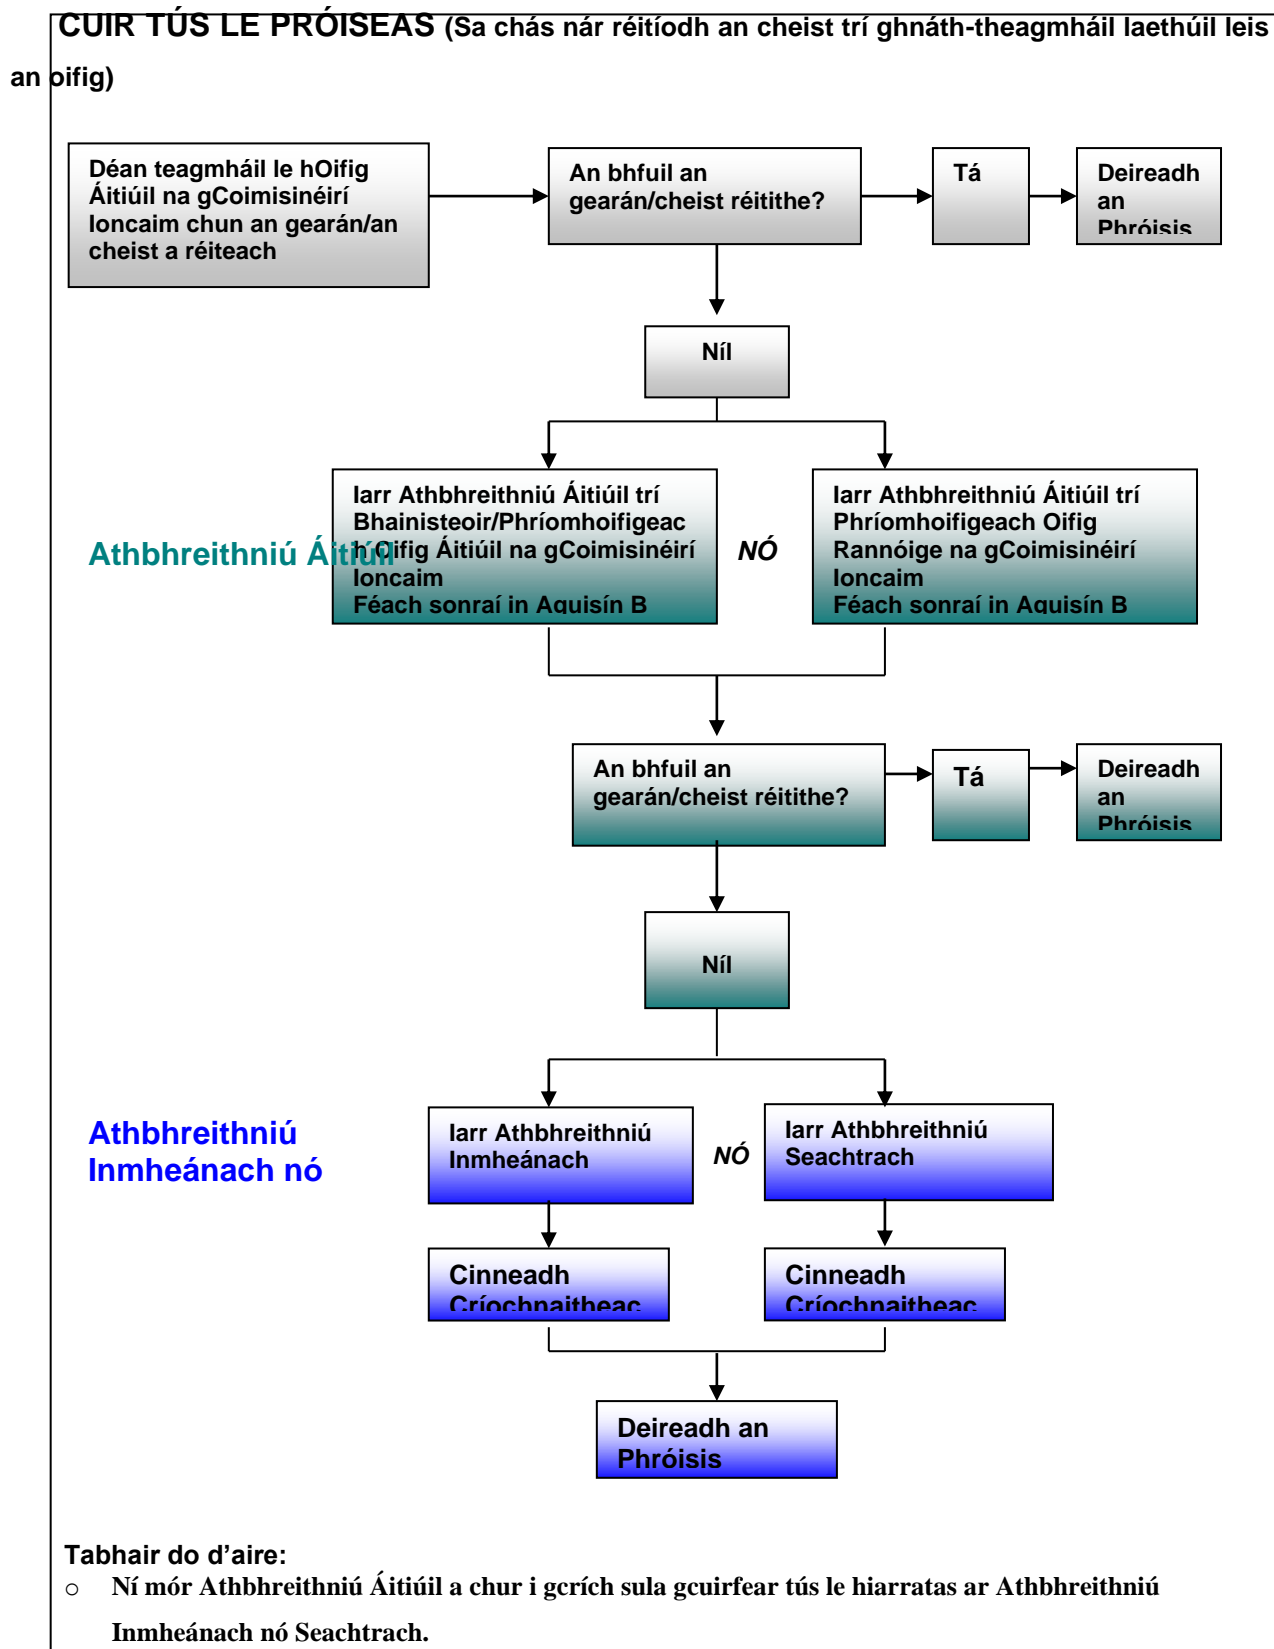 CUIR TÚS LE PRÓISEAS (Sa chás nár réitíodh an cheist trí ghnáth-theagmháil laethúil leis
an oifig)
Déan teagmháil le hOifig
Áitiúil na gCoimisinéirí
Ioncaim chun an gearán/an
cheist a réiteach
An bhfuil an
gearán/cheist réitithe?
Tá
Deireadh
an
Phróisis
Níl
Athbhreithniú Áitiúil
Iarr Athbhreithniú Áitiúil trí
Bhainisteoir/Phríomhoifigeac
h Oifig Áitiúil na gCoimisinéirí
Ioncaim
Féach sonraí in Aguisín B
NÓ
Iarr Athbhreithniú Áitiúil trí
Phríomhoifigeach Oifig
Rannóige na gCoimisinéirí
Ioncaim
Féach sonraí in Aguisín B
An bhfuil an
gearán/cheist réitithe?
Tá
Deireadh
an
Phróisis
Níl
Athbhreithniú
Inmheánach nó
Iarr Athbhreithniú
Inmheánach
NÓ
Iarr Athbhreithniú
Seachtrach
Cinneadh
Críochnaitheac
Cinneadh
Críochnaitheac
Deireadh an
Phróisis
Tabhair do d'aire:
○ Ní mór Athbhreithniú Áitiúil a chur i gcrích sula gcuirfear tús le hiarratas ar Athbhreithniú
Inmheánach nó Seachtrach.